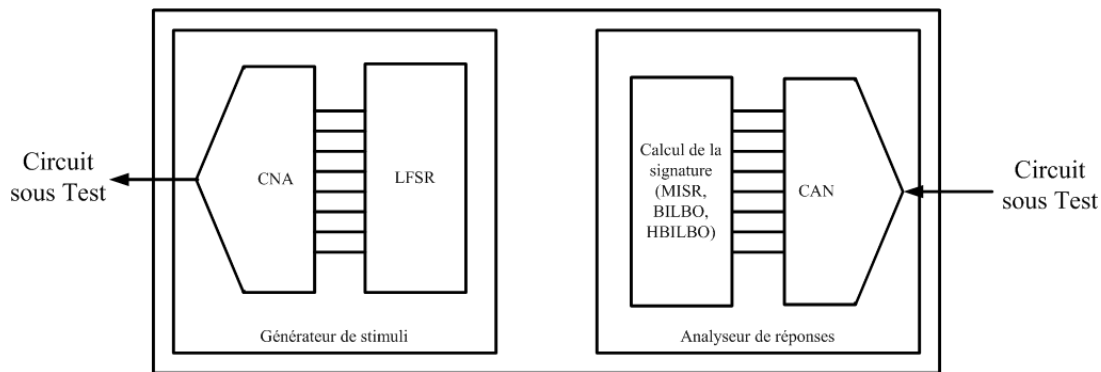 Circuit
sous Test
CNA
LFSR
Générateur de stimuli
Calcul de la
signature
(MISR,
BILBO,
HBILBO)
CAN
Analyseur de réponses
Circuit
sous Test